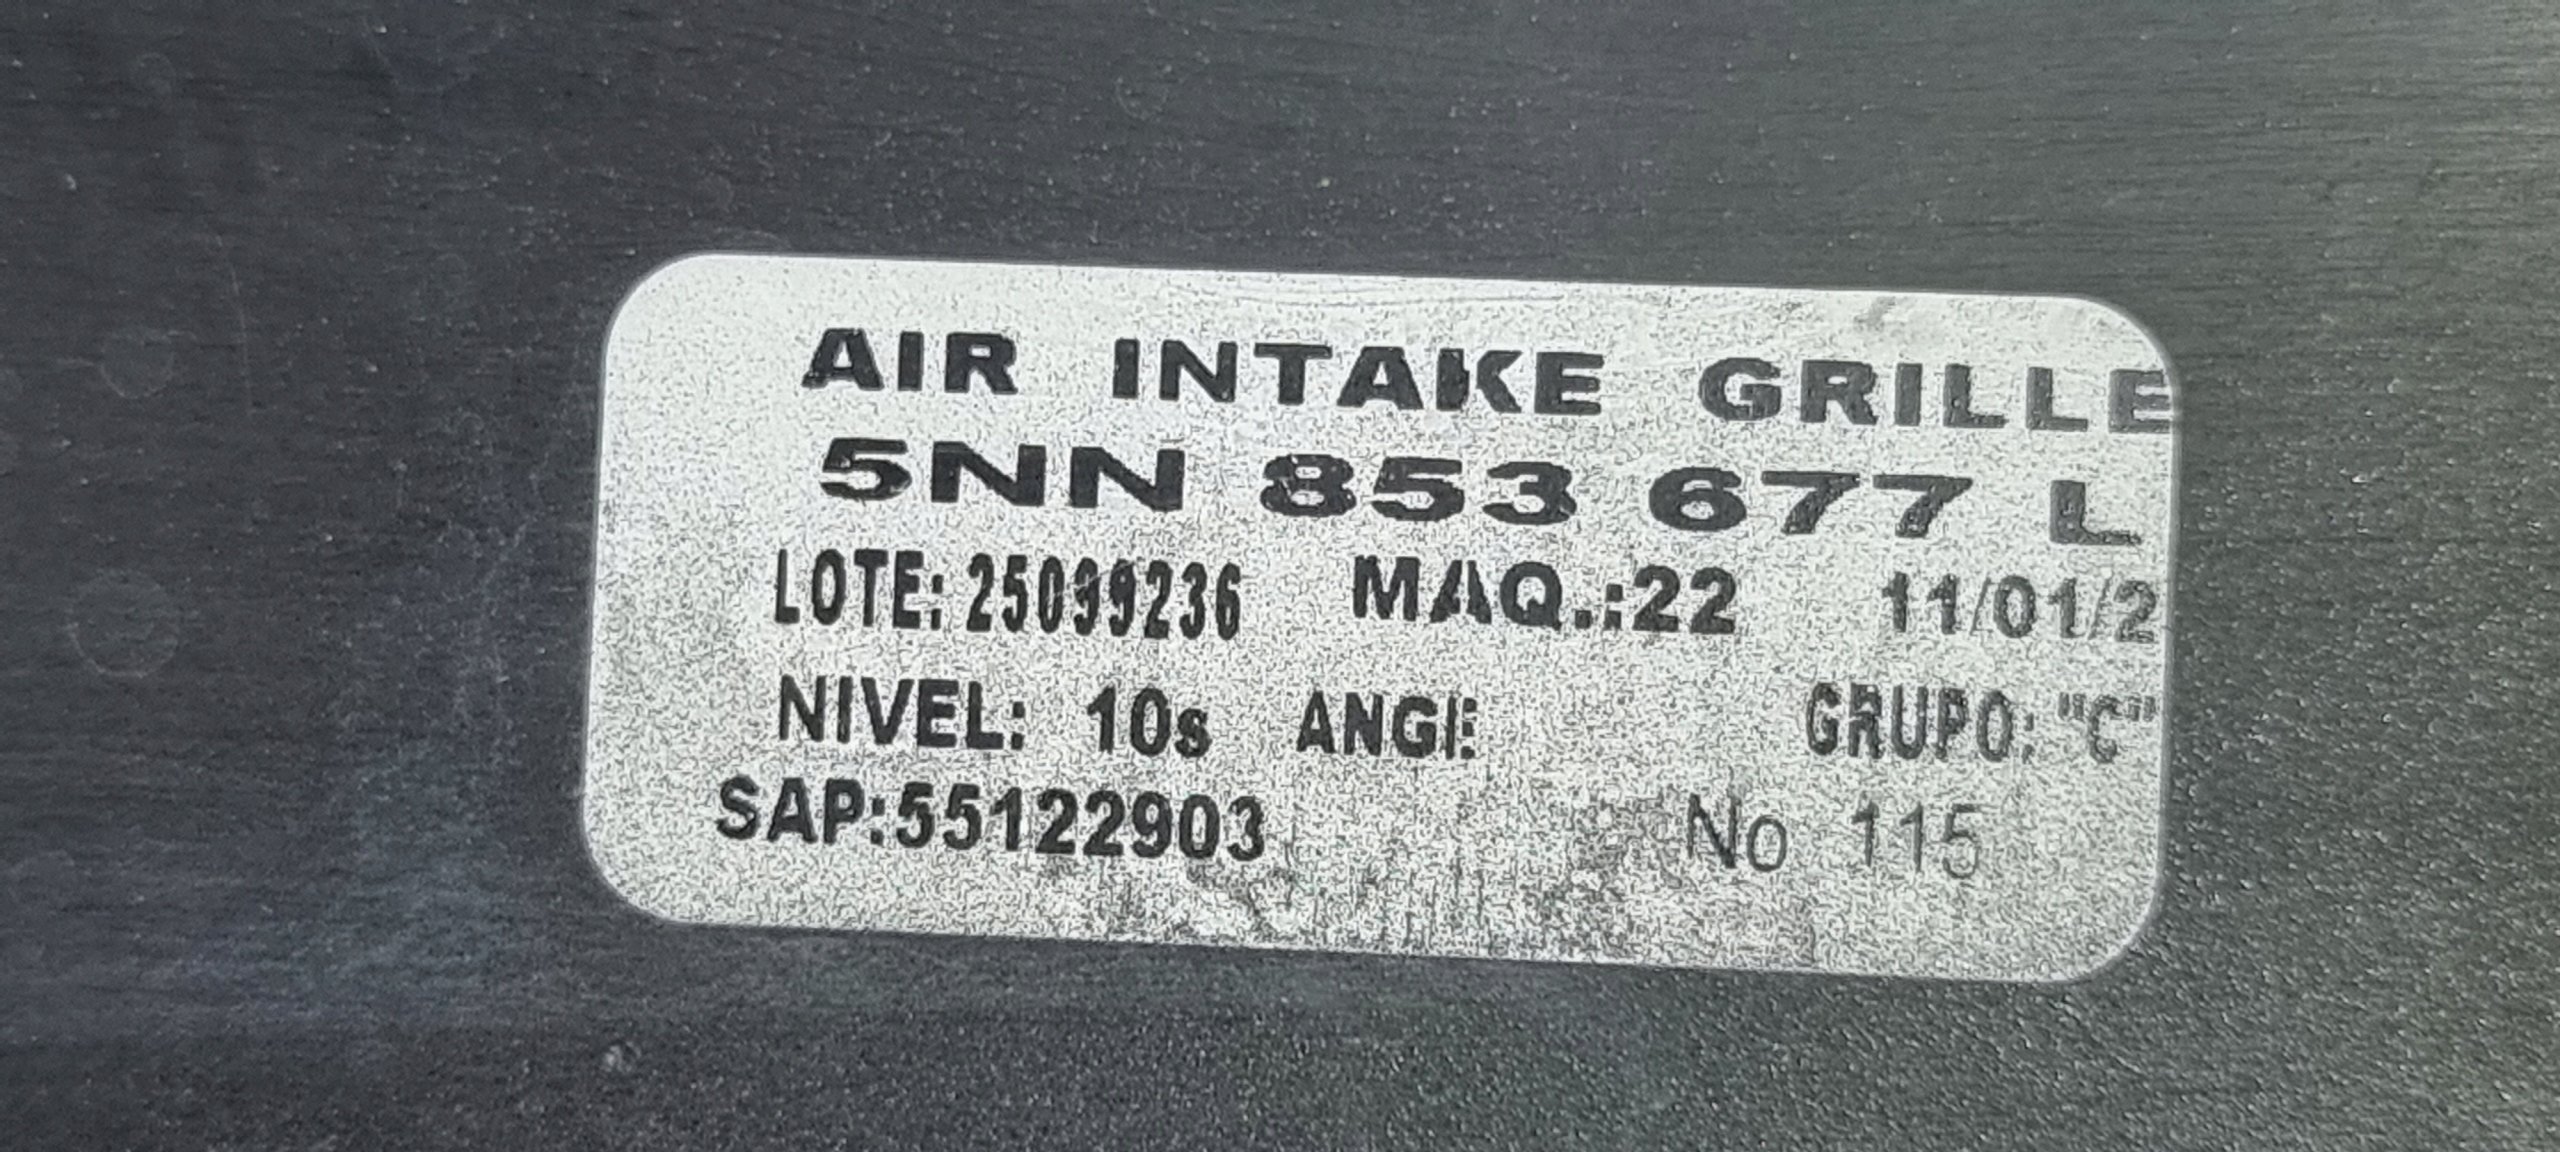 AIR INTAKE GRILLE
5NN 853 677 L
LOTE: 25099236 MAQ.:22 11/01/2
NIVEL: 10s GRUPO: "C"
SAP:55122903 No 115